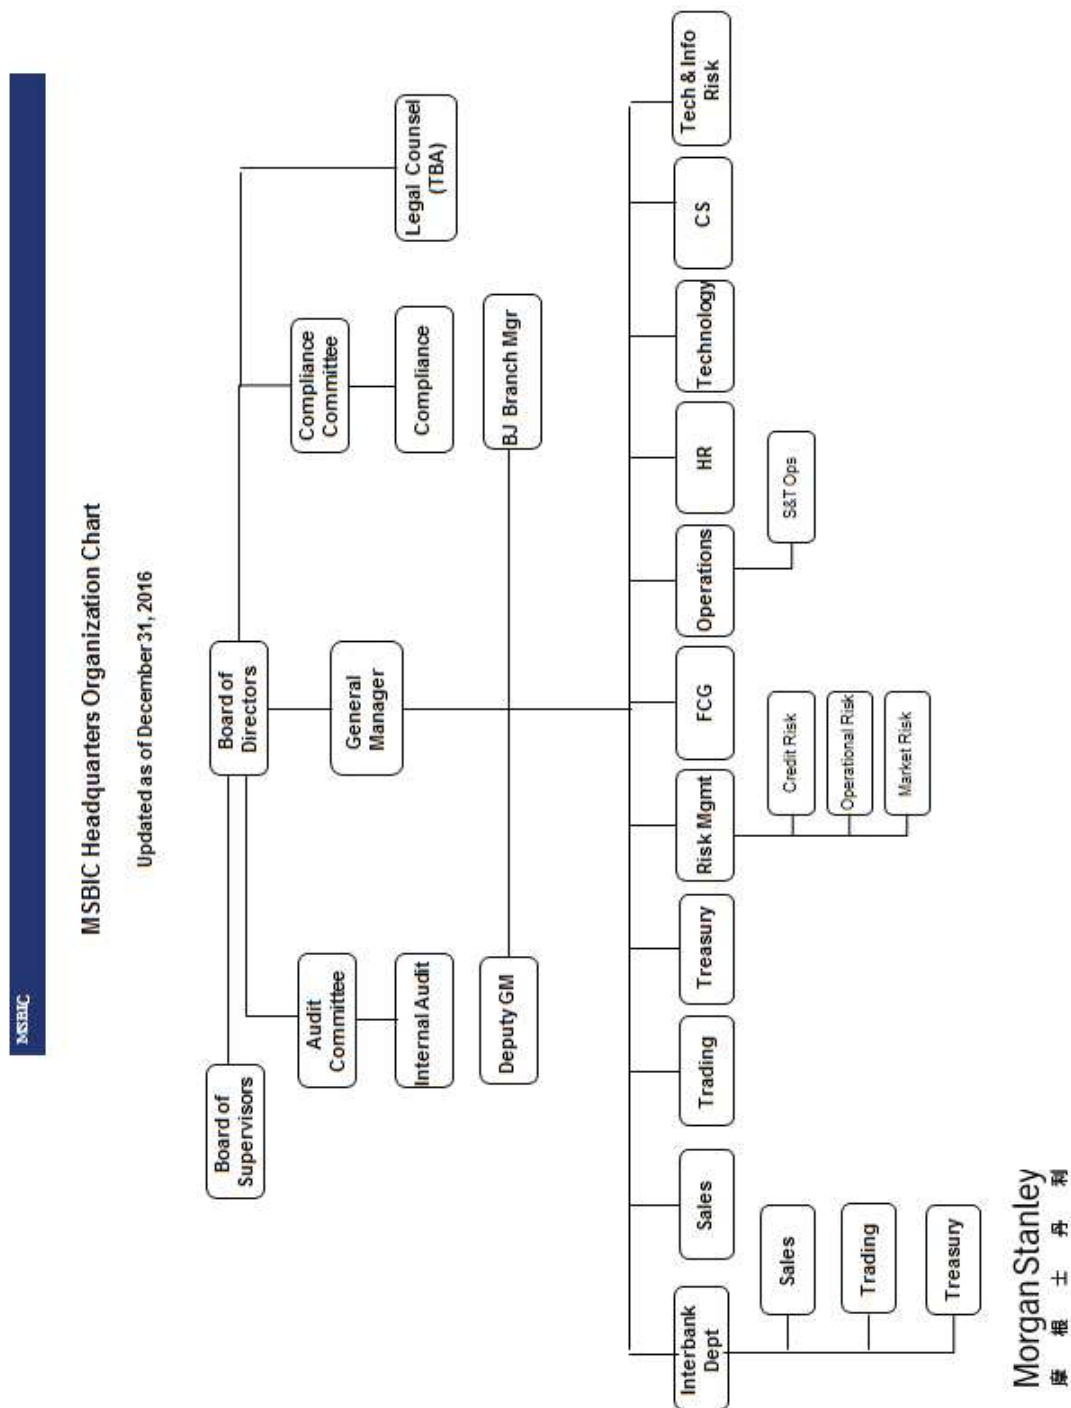 MSBIC
MSBIC Headquarters Organization Chart
Updated as of December 31, 2016
Board of
Supervisors
Board of
Directors
Audit
Committee
General
Manager
Compliance
Committee
Internal Audit
Compliance
Legal Counsel
(TBA)
Deputy GM
BJ Branch Mgr
Interbank
Dept
Sales
Trading
Treasury
Risk Mgmt
FCG
Operations
HR
Technology
CS
Tech & Info
Risk
Sales
Trading
Treasury
Credit Risk
Operational Risk
Market Risk
S&T Ops
Morgan Stanley
摩根士丹利